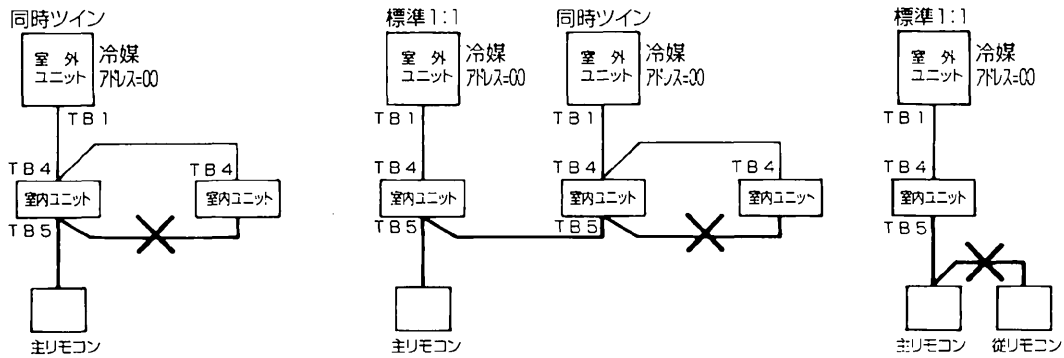 同時ツイン
室外
ユニット
冷媒
アドレス=00
TB1
TB4
室内ユニット
室内ユニット
TB5
主リモコン
標準1:1
室外
ユニット
冷媒
アドレス=00
TB1
TB4
室内ユニット
TB5
主リモコン
同時ツイン
室外
ユニット
冷媒
アドレス=00
TB1
TB4
室内ユニット
室内ユニット
TB5
標準1:1
室外
ユニット
冷媒
アドレス=00
TB1
TB4
室内ユニット
TB5
主リモコン
従リモコン